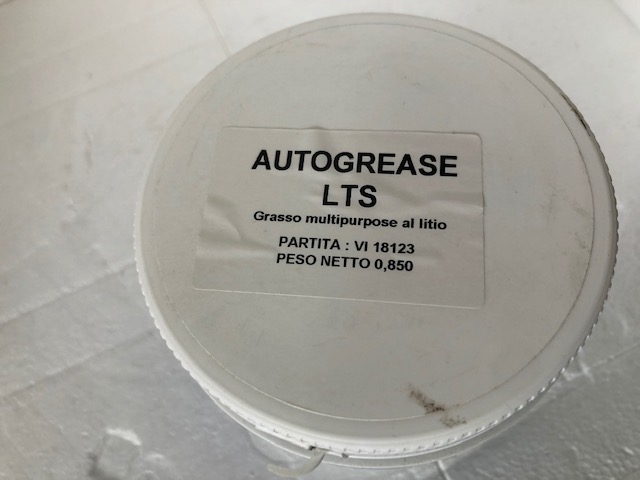 AUTOGREASE
LTS
Grasso multipurpose al litio
PARTITA : VI 18123
PESO NETTO 0,850